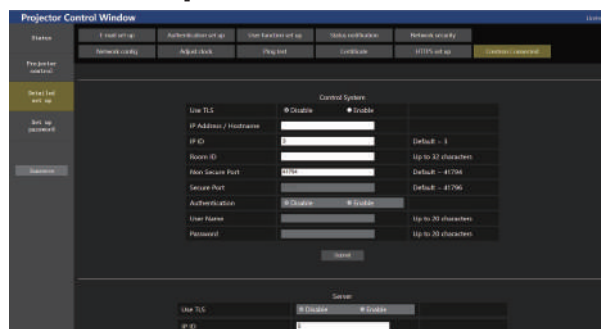 Projector Control Window
Status
E-mail set up Authentication set up User function set up Status notification Network security
Network config Adjust clock Ping test Certificate HTTPS set up Crestron Connected
Projector control
Detailed set up
Set up password
Control System
Use TLS Disable Enable
IP Address / Hostname
IP ID 3 Default = 3
Room ID Up to 32 characters
Non Secure Port 41794 Default = 41794
Secure Port Default = 41796
Authentication Disable Enable
User Name Up to 20 characters
Password Up to 20 characters
Submit
Server
Use TLS Disable Enable
IP ID